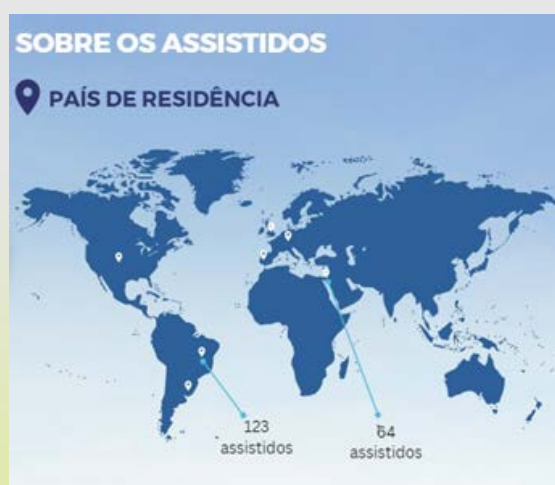 SOBRE OS ASSISTIDOS
PAÍS DE RESIDÊNCIA
123
assistidos
64
assistidos